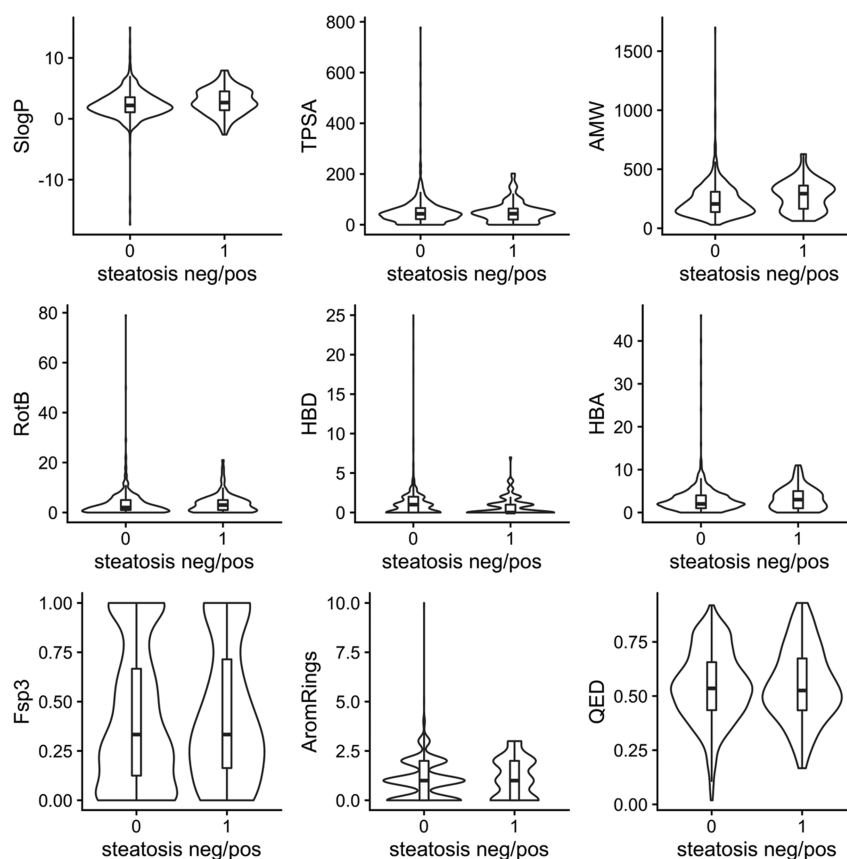 SlogP
10
0
-10
0 1
steatosis neg/pos
TPSA
800
600
400
200
0
0 1
steatosis neg/pos
AMW
1500
1000
500
0
0 1
steatosis neg/pos
RotB
80
60
40
20
0
0 1
steatosis neg/pos
HBD
25
20
15
10
5
0
0 1
steatosis neg/pos
HBA
40
30
20
10
0
0 1
steatosis neg/pos
Fsp3
1.00
0.75
0.50
0.25
0.00
0 1
steatosis neg/pos
AromRings
10.0
7.5
5.0
2.5
0.0
0 1
steatosis neg/pos
QED
0.75
0.50
0.25
0.00
0 1
steatosis neg/pos